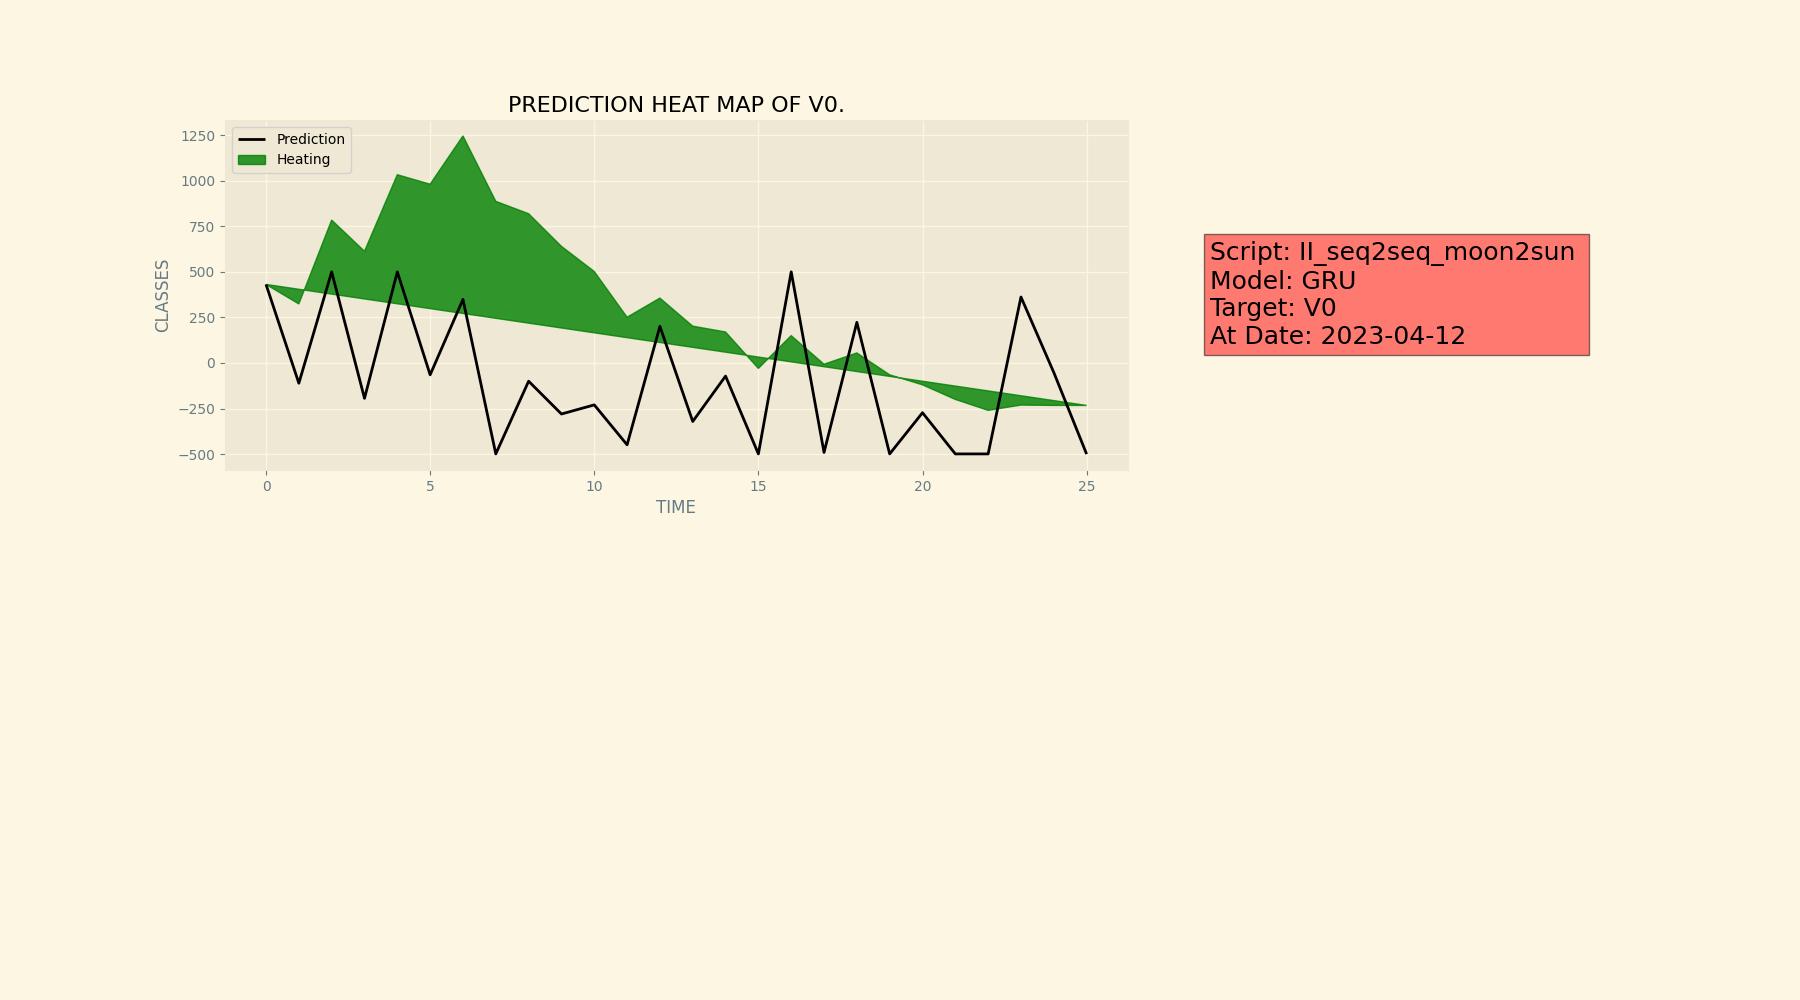 PREDICTION HEAT MAP OF V0.
Prediction
Heating
1250
1000
750
500
250
0
−250
−500
CLASSES
0 5 10 15 20 25
TIME
Script: II_seq2seq_moon2sun
Model: GRU
Target: V0
At Date: 2023-04-12